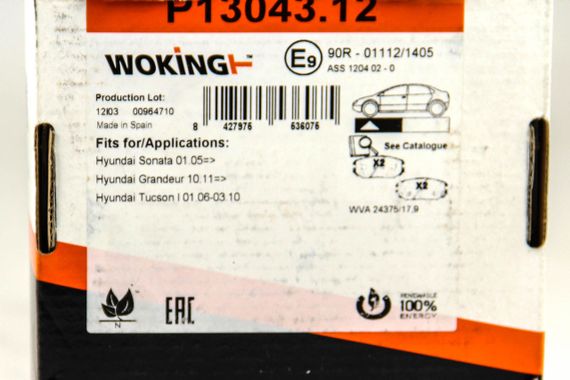 P13043.12
WOKING
E9
90R - 01112/1405
ASS 1204 02 - 0
Production Lot:
12I03 00964710
Made in Spain
8 427976 636076
Fits for/Applications:
Hyundai Sonata 01.05=>
Hyundai Grandeur 10.11=>
Hyundai Tucson I 01.06-03.10
See Catalogue
X2
X2
WVA 24375/17,9
N
EAC
RENEWABLE
100%
ENERGY